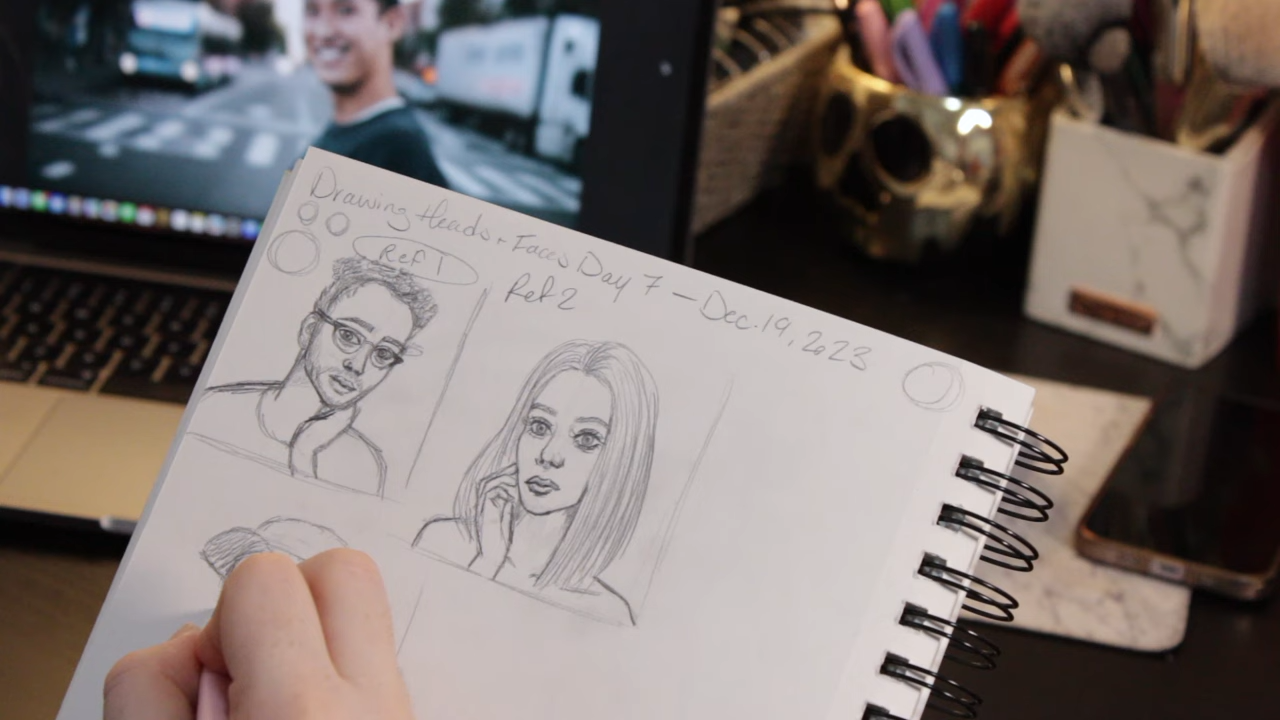 Drawing Heads + Faces Day 7 – Dec. 19, 2023
Ref 1
Ref 2